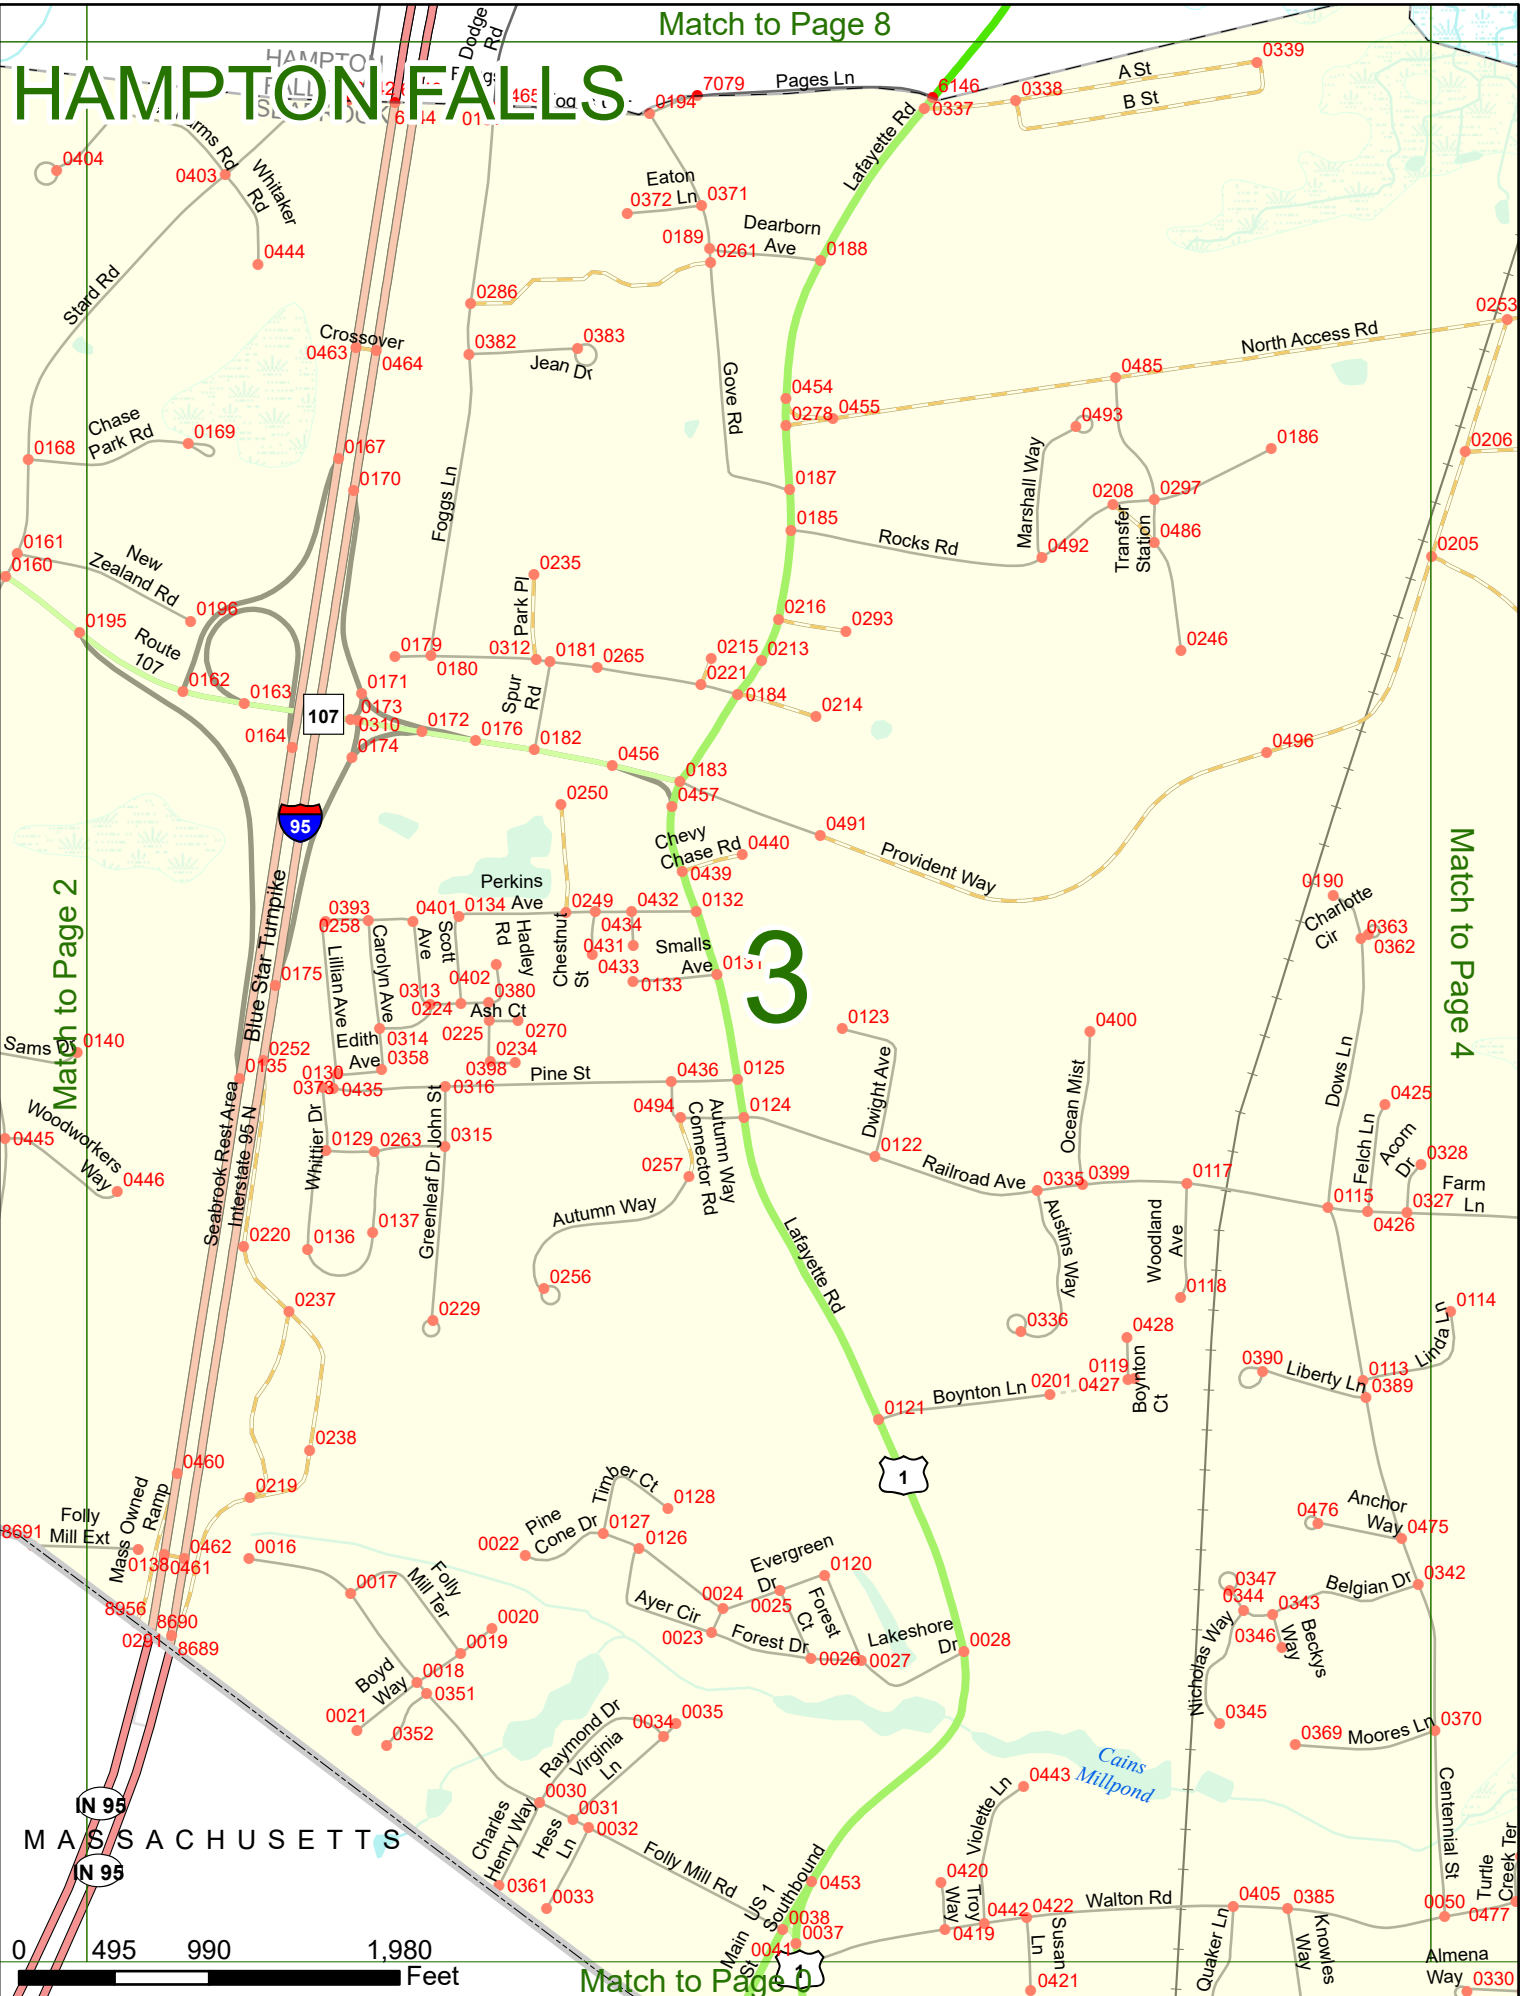 Match to Page 8
HAMPTON FALLS
Dodge
Rd
7079
Pages Ln
6146
0194
0337
0338
A St
0339
B St
0404
0403
Whitaker
Rd
0444
Lafayette Rd
Eaton
Ln
0372
0371
Dearborn
Ave
0189
0261
0188
0286
Stard Rd
Crossover
0463
0464
0382
0383
Jean Dr
0253
North Access Rd
0485
Gove Rd
0454
0278
0455
0493
0186
0206
Chase
Park Rd
0168
0169
0167
0170
Foggs Ln
0187
0185
Rocks Rd
Marshall Way
0208
0297
Transfer
Station
0486
0492
0205
0161
0160
New
Zealand Rd
0196
0195
Route
107
0235
Park Pl
0216
0293
0246
0179
0180
0312
0181
0265
0215
0213
0221
0184
0214
Spur
Rd
0162
0163
107
0171
0173
0310
0172
0176
0182
0164
0174
0456
0183
0496
0457
0250
95
Chevy
Chase Rd
0440
0439
0491
Provident Way
Match to Page 2
Match to Page 4
Perkins
Ave
0393
0258
0401
0134
0249
0432
0132
0434
0431
0433
0133
Smalls
Ave
0131
3
0190
Charlotte
Cir
0363
0362
Lillian Ave
Carolyn Ave
Ave
Scott
Hadley
Rd
Chestnut
St
0402
0175
Blue Star Turnpike
0313
0224
0380
Ash Ct
0225
0270
Edith
Ave
0314
0358
0398
0234
0123
0400
Sams Dr
0140
0252
0135
0130
0373
0435
0316
Pine St
0436
0125
0494
0124
Dwight Ave
Ocean Mist
Dows Ln
0425
Felch Ln
Acorn
Dr
0328
Woodworkers
Way
0445
0446
Seabrook Rest Area
Interstate 95 N
Whittier Dr
0129
0263
0315
Greenleaf Dr
John St
Autumn Way
Connector Rd
0257
0122
Railroad Ave
0335
0399
0117
0115
0426
0327
Farm
Ln
0220
0136
0137
Autumn Way
0256
Lafayette Rd
Austins Way
Woodland
Ave
0118
0237
0229
0336
0428
0114
Linda Ln
0390
Liberty Ln
0113
0389
0119
0427
Boynton
Ct
Boynton Ln
0201
0121
0238
1
0460
0219
Mass Owned
Ramp
Folly
Mill Ext
8691
0138
0461
0462
0016
Timber Ct
0128
Pine
Cone Dr
0127
0126
0022
0476
Anchor
Way
0475
0017
Folly
Mill Ter
Evergreen
Dr
0120
0024
0025
Ayer Cir
0023
Forest Dr
Forest
Ct
0026
0027
Lakeshore
Dr
0028
0347
0344
0343
Belgian Dr
0342
0346
Beckys
Way
Nicholas Way
0345
8956
8690
0291
8689
0020
0019
0018
Boyd
Way
0351
0021
0352
0369
Moores Ln
0370
Raymond Dr
Virginia
Ln
0034
0035
Cains
Millpond
0443
Violette Ln
0030
0031
0032
Charles
Henry Way
Hess
Ln
0361
0033
Folly Mill Rd
Centennial St
IN 95
MASSACHUSETTS
IN 95
Main
St
US 1
Southbound
0453
0038
0037
0041
0420
Troy
Way
0419
0442
0422
Susan
Ln
0421
Walton Rd
0405
0385
Quaker Ln
Knowles
Way
0050
0477
Turtle
Creek Ter
Almena
Way
0330
0
495
990
1,980
Feet
1
Match to Page 0